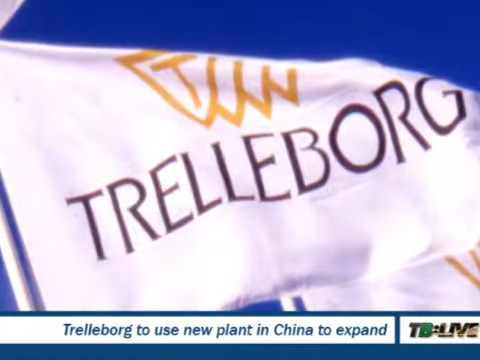 TRELLEBORG
Trelleborg to use new plant in China to expand
TB:LIVE